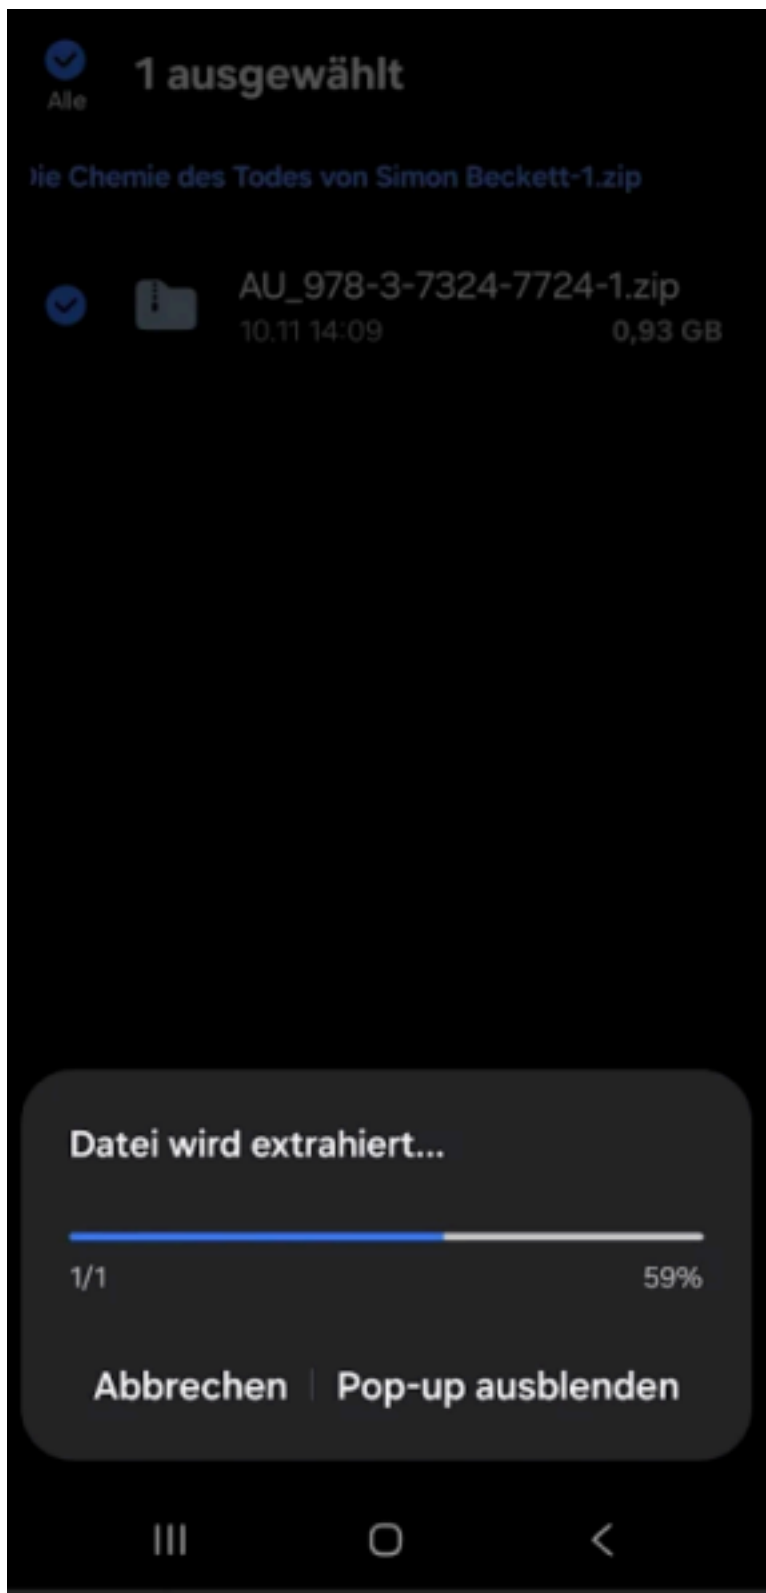 1 ausgewählt
Alle
Die Chemie des Todes von Simon Beckett-1.zip
AU_978-3-7324-7724-1.zip
10.11 14:09
0,93 GB
Datei wird extrahiert...
1/1
59%
Abbrechen
Pop-up ausblenden